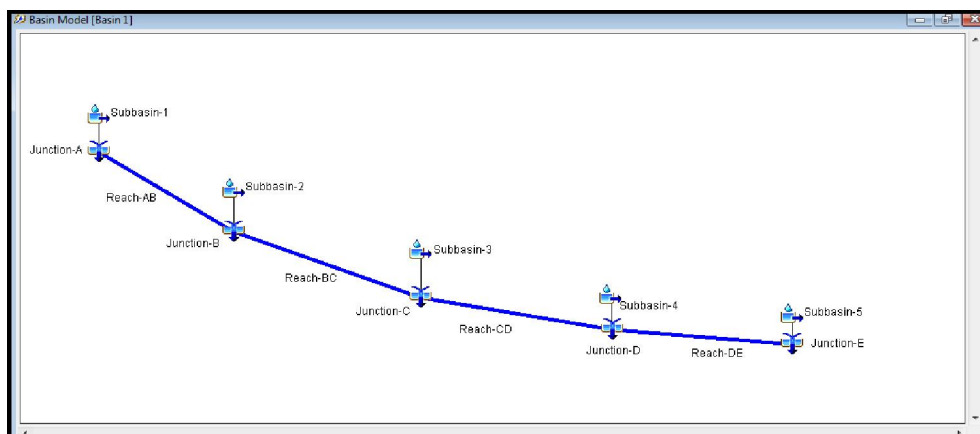 Basin Model [Basin 1]
Subbasin-1
Junction-A
Reach-AB
Subbasin-2
Junction-B
Reach-BC
Subbasin-3
Junction-C
Reach-CD
Subbasin-4
Junction-D
Reach-DE
Subbasin-5
Junction-E